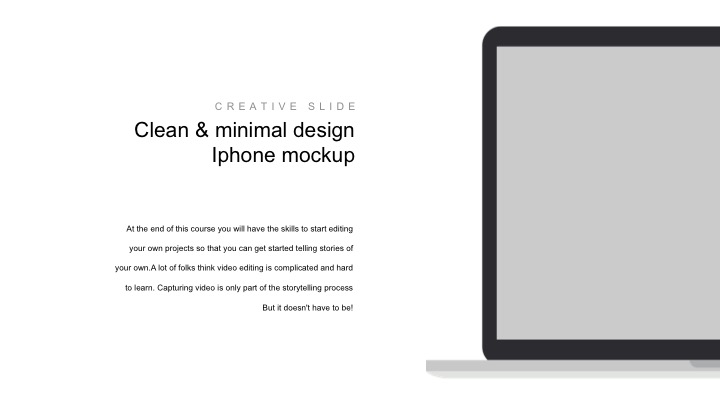 CREATIVE SLIDE
Clean & minimal design
Iphone mockup
At the end of this course you will have the skills to start editing
your own projects so that you can get started telling stories of
your own.A lot of folks think video editing is complicated and hard
to learn. Capturing video is only part of the storytelling process
But it doesn't have to be!